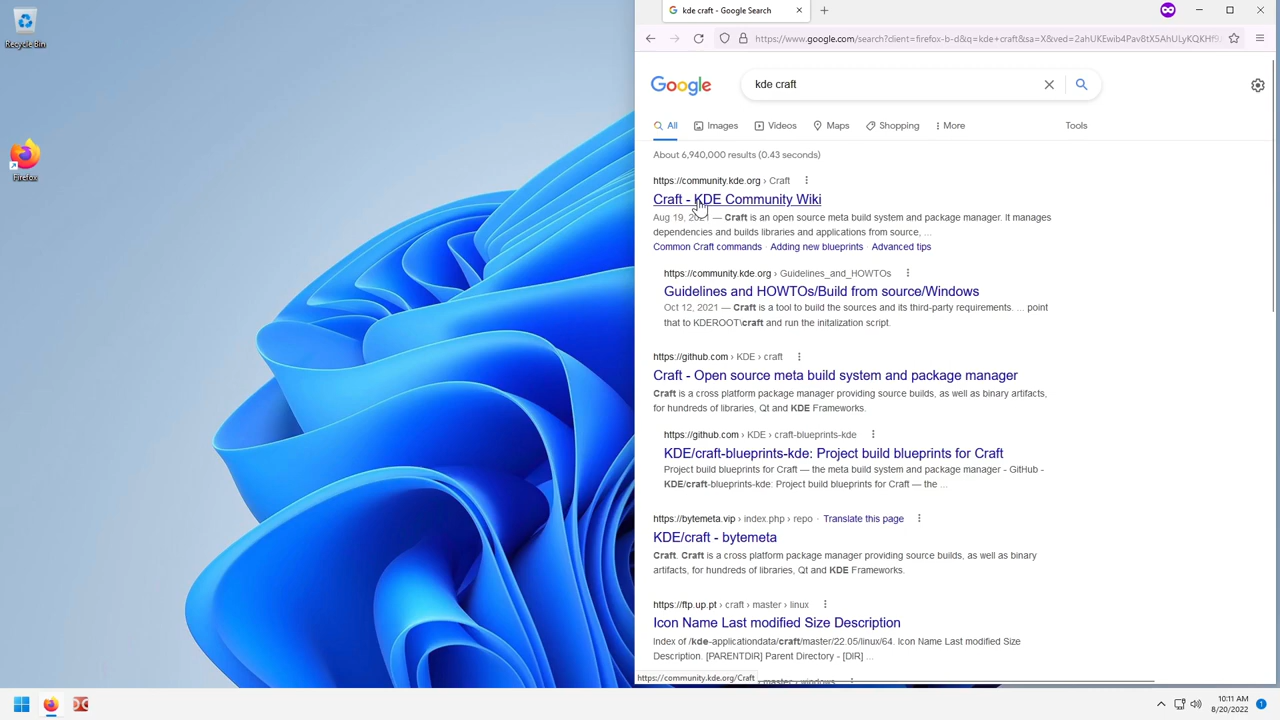 Recycle Bin
Firefox
kde craft - Google Search
https://www.google.com/search?client=firefox-b-d&q=kde+craft&sa=X&ved=2ahUKEwib4Pav8tX5AhULyKQKHf9
Google
kde craft
All
Images
Videos
Maps
Shopping
More
Tools
About 6,940,000 results (0.43 seconds)
https://community.kde.org › Craft
Craft - KDE Community Wiki
Aug 19, 2021 — Craft is an open source meta build system and package manager. It manages
dependencies and builds libraries and applications from source, ...
Common Craft commands · Adding new blueprints · Advanced tips
https://community.kde.org › Guidelines_and_HOWTOs
Guidelines and HOWTOs/Build from source/Windows
Oct 12, 2021 — Craft is a tool to build the sources and its third-party requirements. ... point
that to KDEROOT\craft and run the initalization script.
https://github.com › KDE › craft
Craft - Open source meta build system and package manager
Craft is a cross platform package manager providing source builds, as well as binary artifacts,
for hundreds of libraries, Qt and KDE Frameworks.
https://github.com › KDE › craft-blueprints-kde
KDE/craft-blueprints-kde: Project build blueprints for Craft
Project build blueprints for Craft — the meta build system and package manager - GitHub -
KDE/craft-blueprints-kde: Project build blueprints for Craft — the ...
https://bytemeta.vip › index.php › repo · Translate this page
KDE/craft - bytemeta
Craft. Craft is a cross platform package manager providing source builds, as well as binary
artifacts, for hundreds of libraries, Qt and KDE Frameworks.
https://ftp.up.pt › craft › master › linux
Icon Name Last modified Size Description
Index of /kde-applicationdata/craft/master/22.05/linux/64. Icon Name Last modified Size
Description. [PARENTDIR] Parent Directory - [DIR] ...
https://community.kde.org/Craft
master › windows
10:11 AM
8/20/2022
1